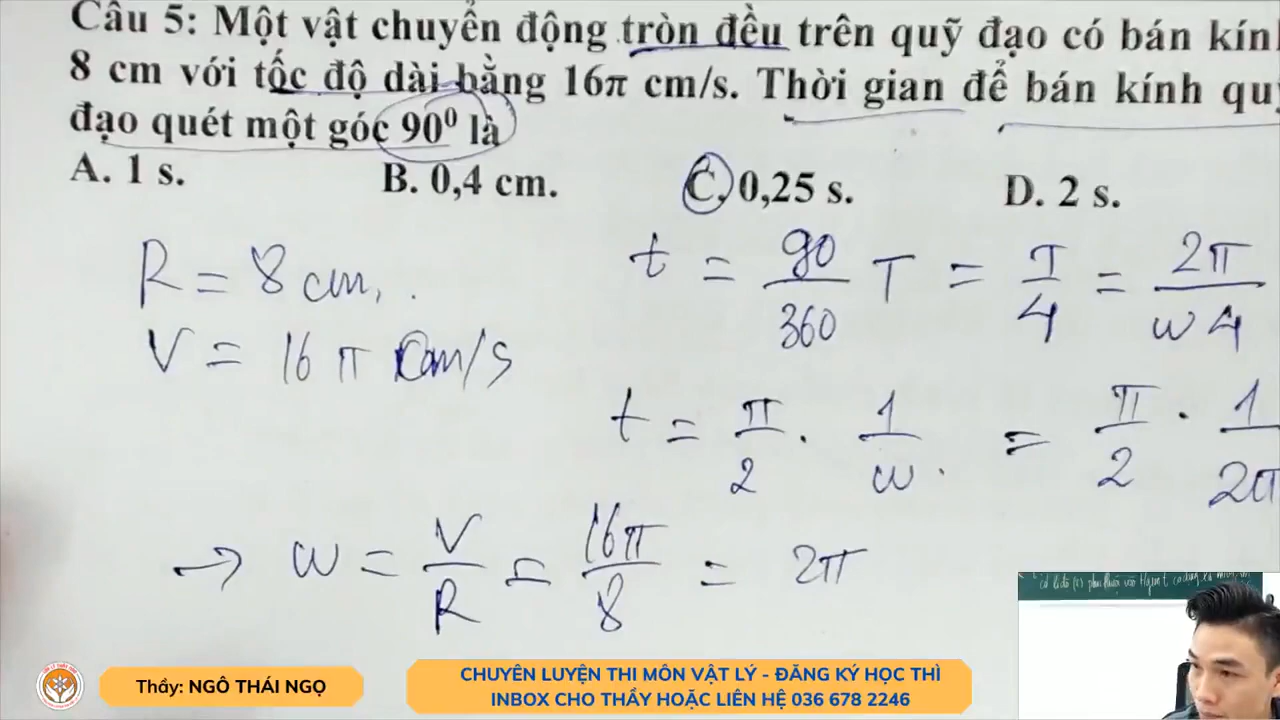 Câu 5: Một vật chuyển động tròn đều trên quỹ đạo có bán kín
8 cm với tốc độ dài bằng 16π cm/s. Thời gian để bán kính quỹ
đạo quét một góc 90⁰ là
A. 1 s. B. 0,4 cm. C. 0,25 s. D. 2 s.
R = 8 cm.
V = 16 π cm/s
t = 90/360 T = T/4 = 2π/ω4
t = π/2 . 1/ω = π/2 . 1/2π
→ ω = V/R = 16π/8 = 2π
Thầy: NGÔ THÁI NGỌ
CHUYÊN LUYỆN THI MÔN VẬT LÝ - ĐĂNG KÝ HỌC THÌ
INBOX CHO THẦY HOẶC LIÊN HỆ 036 678 2246